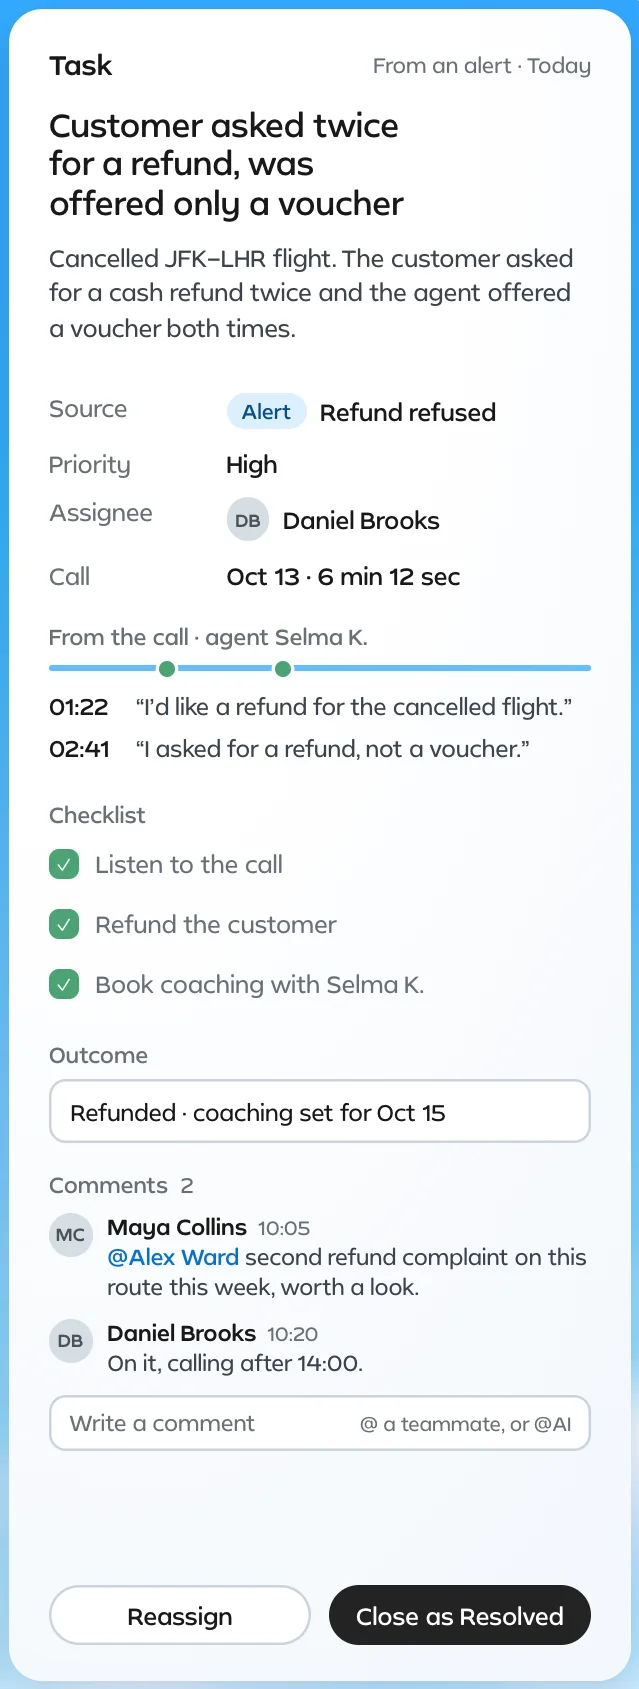 Task
From an alert · Today
Customer asked twice
for a refund, was
offered only a voucher
Cancelled JFK–LHR flight. The customer asked
for a cash refund twice and the agent offered
a voucher both times.
Source
Alert Refund refused
Priority
High
Assignee
DB Daniel Brooks
Call
Oct 13 · 6 min 12 sec
From the call · agent Selma K.
01:22 “I’d like a refund for the cancelled flight.”
02:41 “I asked for a refund, not a voucher.”
Checklist
Listen to the call
Refund the customer
Book coaching with Selma K.
Outcome
Refunded · coaching set for Oct 15
Comments 2
MC Maya Collins 10:05
@Alex Ward second refund complaint on this
route this week, worth a look.
DB Daniel Brooks 10:20
On it, calling after 14:00.
Write a comment
@ a teammate, or @AI
Reassign
Close as Resolved